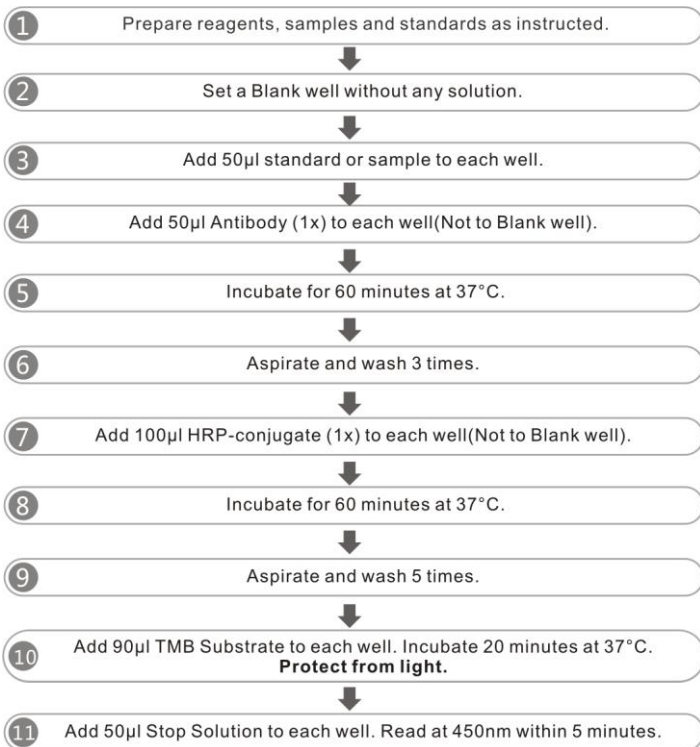 1 Prepare reagents, samples and standards as instructed.
2 Set a Blank well without any solution.
3 Add 50μl standard or sample to each well.
4 Add 50μl Antibody (1x) to each well(Not to Blank well).
5 Incubate for 60 minutes at 37°C.
6 Aspirate and wash 3 times.
7 Add 100μl HRP-conjugate (1x) to each well(Not to Blank well).
8 Incubate for 60 minutes at 37°C.
9 Aspirate and wash 5 times.
10 Add 90μl TMB Substrate to each well. Incubate 20 minutes at 37°C.
Protect from light.
11 Add 50μl Stop Solution to each well. Read at 450nm within 5 minutes.